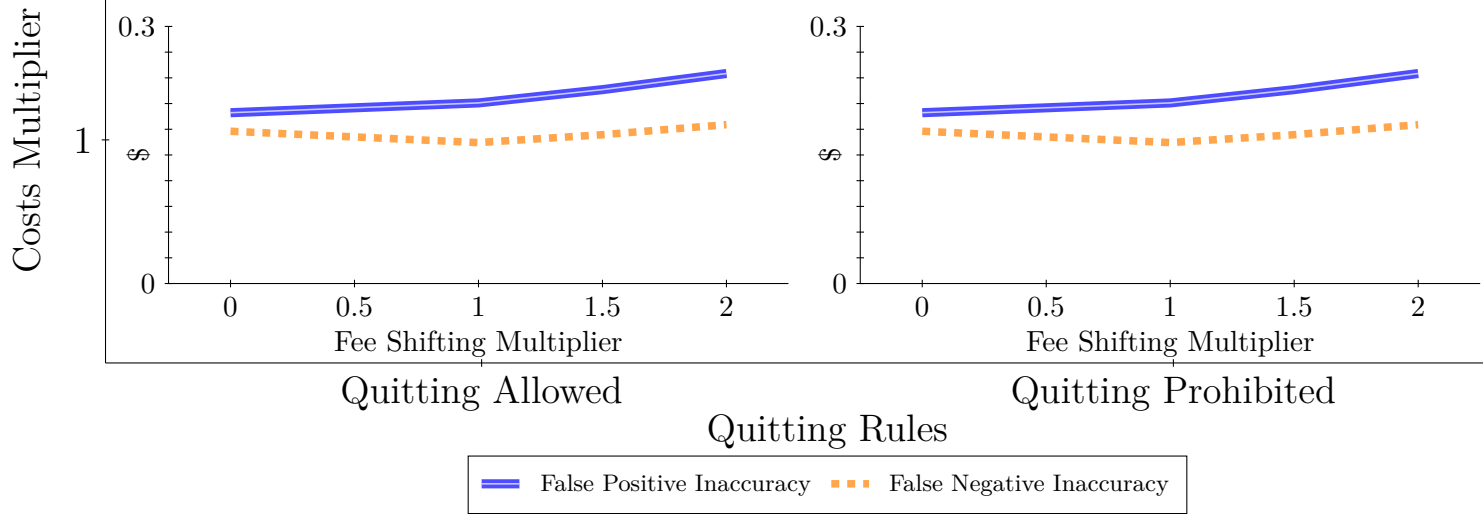 Costs Multiplier
1
0.3
$
0
0 0.5 1 1.5 2
Fee Shifting Multiplier
0.3
$
0
0 0.5 1 1.5 2
Fee Shifting Multiplier
Quitting Allowed
Quitting Prohibited
Quitting Rules
False Positive Inaccuracy
False Negative Inaccuracy